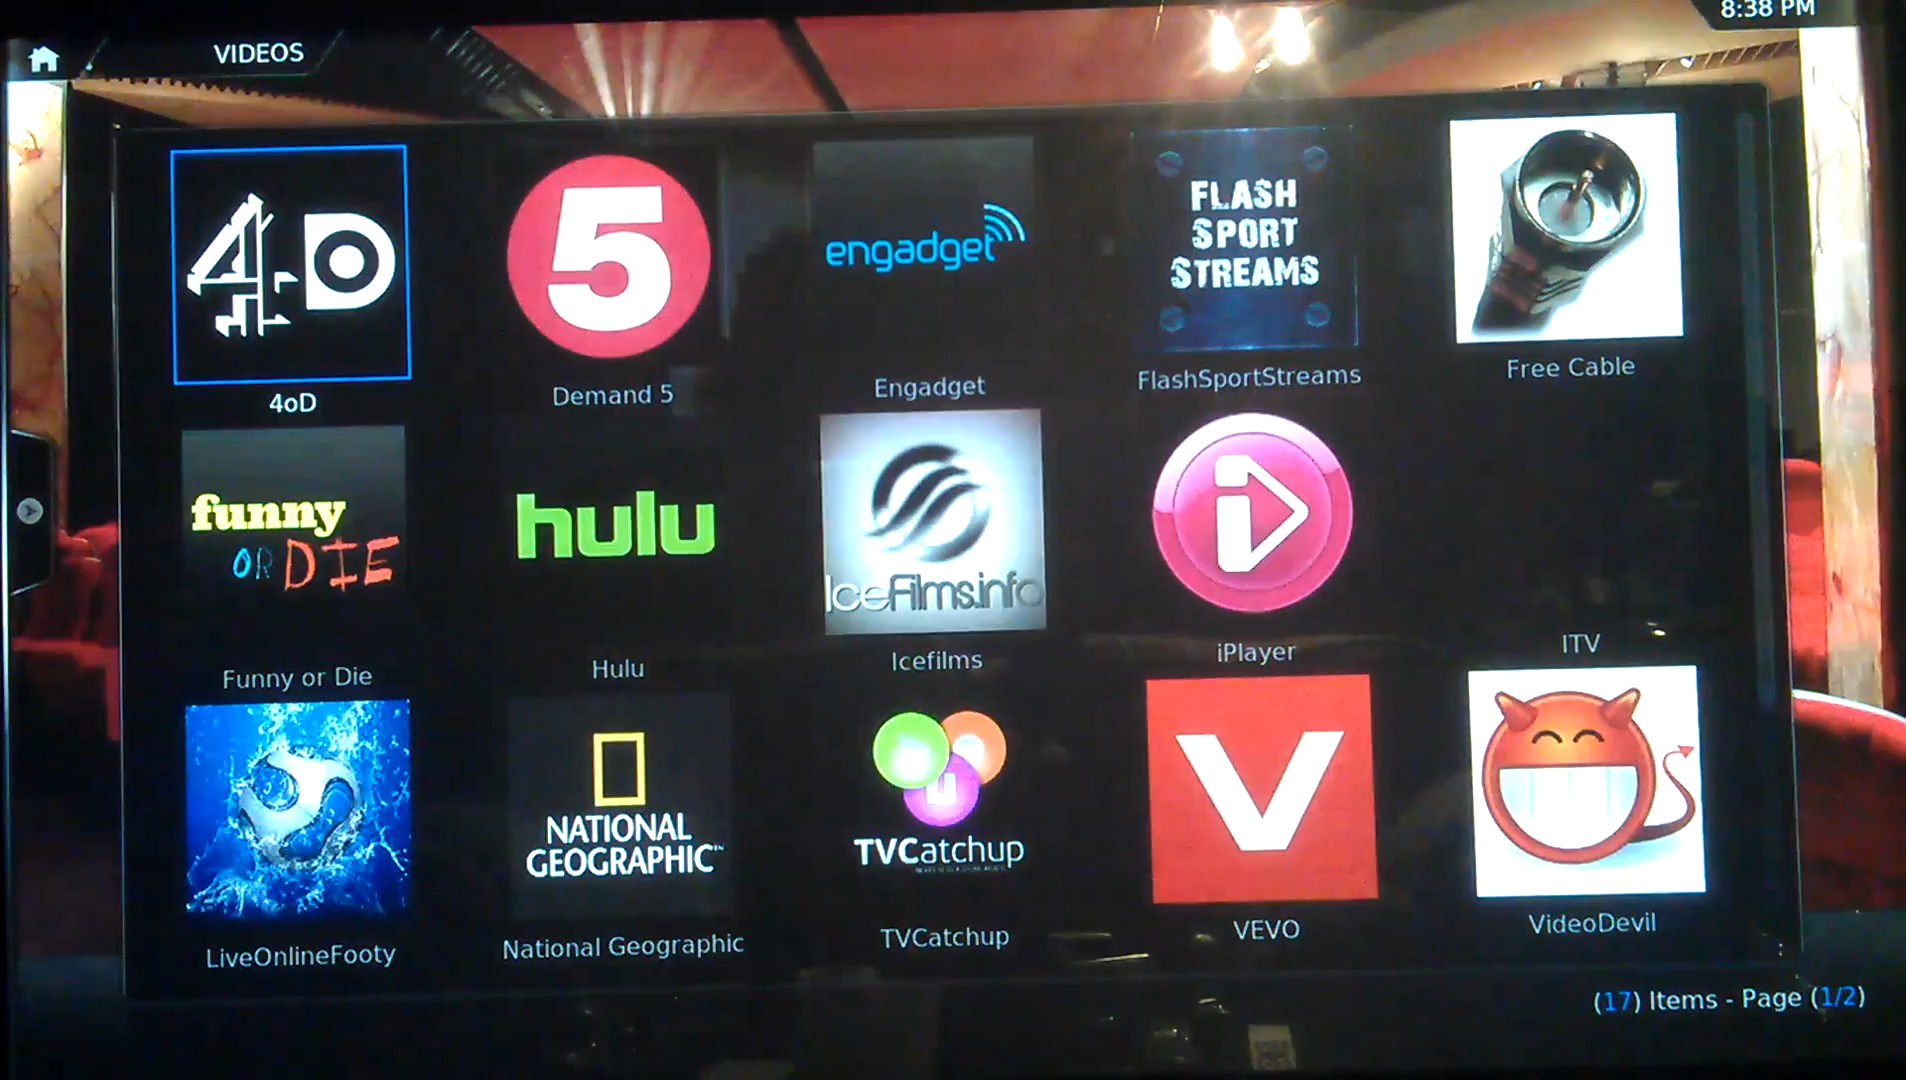 8:38 PM
VIDEOS
4oD
5
engadget
FLASH
SPORT
STREAMS
4oD
Demand 5
Engadget
FlashSportStreams
Free Cable
funny
OR DIE
hulu
IceFilms.info
i
Funny or Die
Hulu
Icefilms
iPlayer
ITV
NATIONAL
GEOGRAPHIC™
TVCatchup
V
LiveOnlineFooty
National Geographic
TVCatchup
VEVO
VideoDevil
(17) Items - Page (1/2)